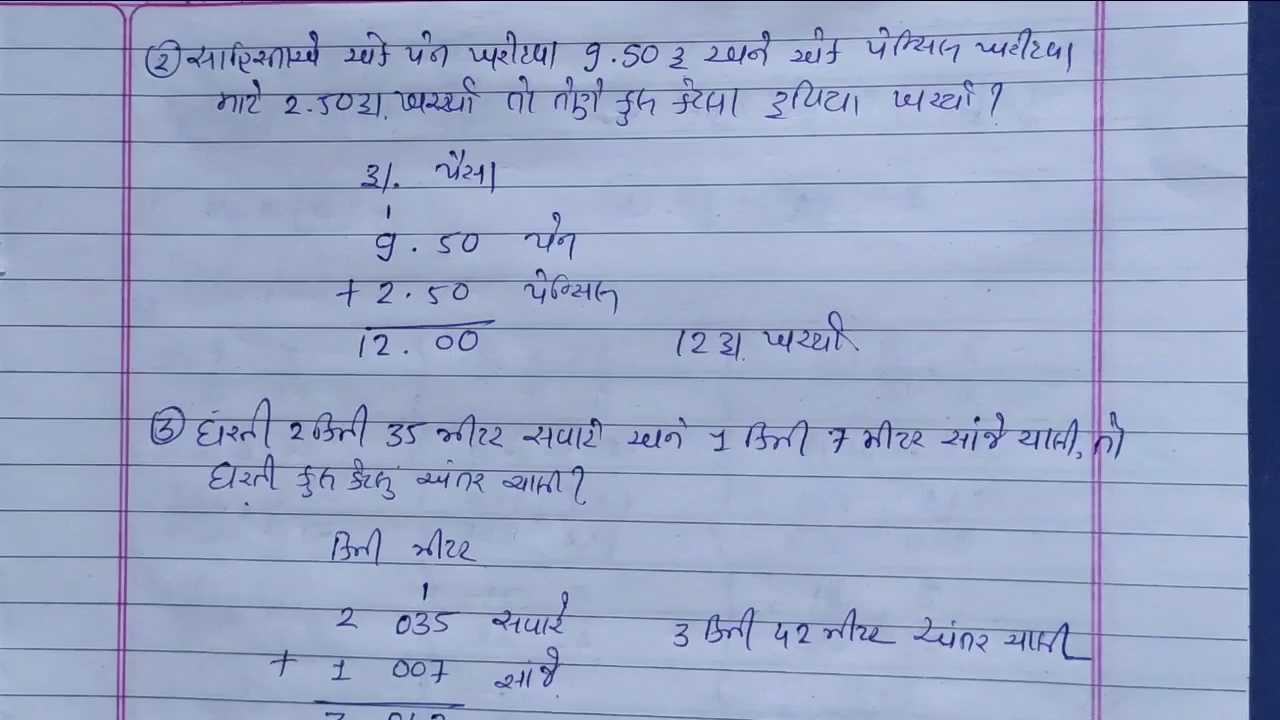 ② સાહિસ્તાએ એક પેન ખરીદવા 9.50 રૂ અને એક પેન્સિલ ખરીદવા
માટે 2.50 રૂા. ખર્ચ્યા તો તેણે કુલ કેટલા રૂપિયા ખર્ચ્યા?
રૂા. પૈસા
1
9.50 પેન
+ 2.50 પેન્સિલ
12.00 12 રૂા. ખર્ચ્યા.
③ ધરતી 2 કિમી 35 મીટર સવારે અને 1 કિમી 7 મીટર સાંજે ચાલી, તો
ધરતી કુલ કેટલું અંતર ચાલી?
કિમી મીટર
1
2 035 સવારે 3 કિમી 42 મીટર અંતર ચાલી
+ 1 007 સાંજે